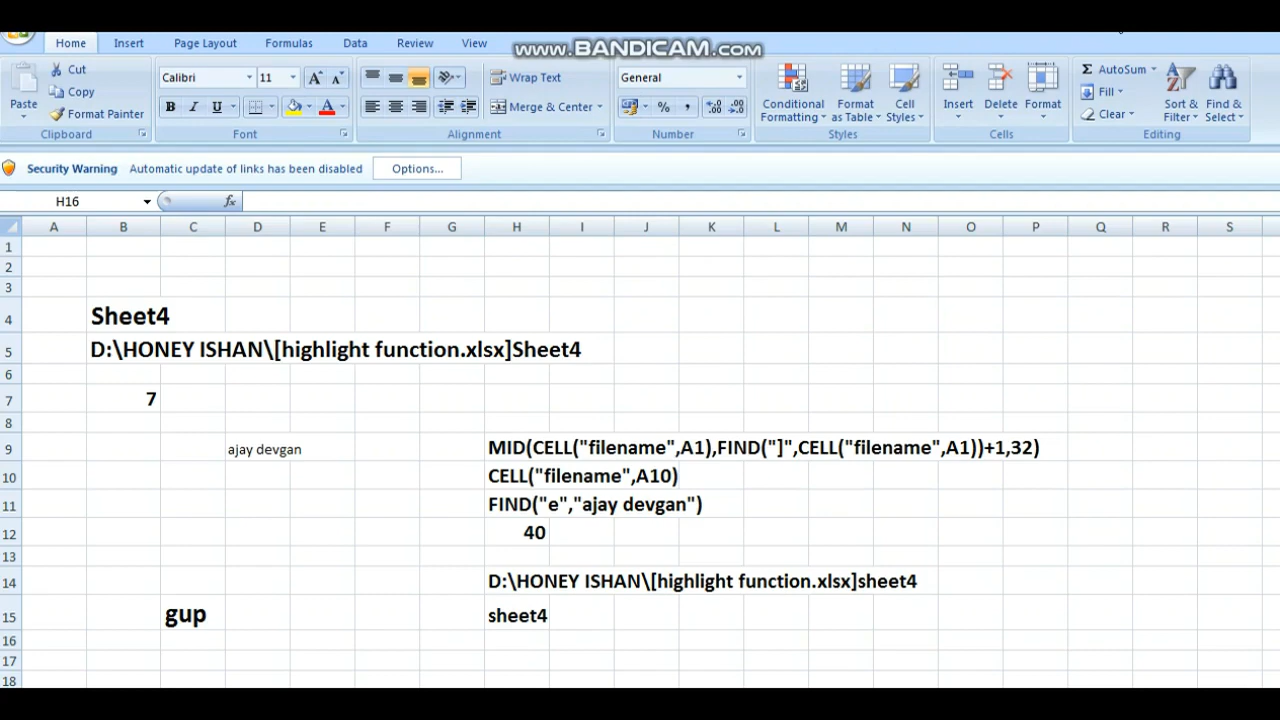 Home Insert Page Layout Formulas Data Review View
www.BANDICAM.com
Cut
Copy
Format Painter
Paste
Calibri 11
B I U
Wrap Text
Merge & Center
General
% ,
Conditional Formatting
Format as Table
Cell Styles
Insert Delete Format
AutoSum
Fill
Clear
Sort & Filter
Find & Select
Clipboard Font Alignment Number Styles Cells Editing
Security Warning Automatic update of links has been disabled Options...
H16 fx
A B C D E F G H I J K L M N O P Q R S
1
2
3
4 Sheet4
5 D:\HONEY ISHAN\[highlight function.xlsx]Sheet4
6
7 7
8
9 ajay devgan MID(CELL("filename",A1),FIND("]",CELL("filename",A1))+1,32)
10 CELL("filename",A10)
11 FIND("e","ajay devgan")
12 40
13
14 D:\HONEY ISHAN\[highlight function.xlsx]sheet4
15 gup sheet4
16
17
18